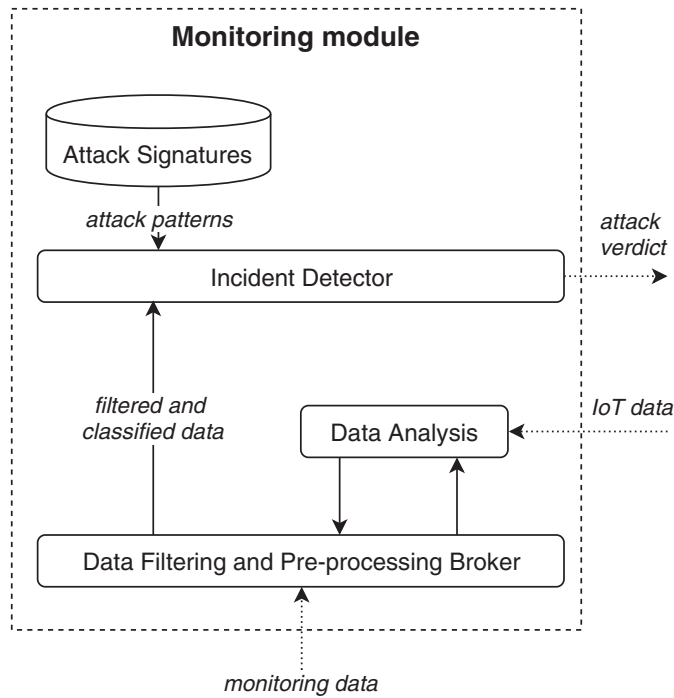 Monitoring module
Attack Signatures
attack patterns
attack
verdict
Incident Detector
filtered and
classified data
IoT data
Data Analysis
Data Filtering and Pre-processing Broker
monitoring data